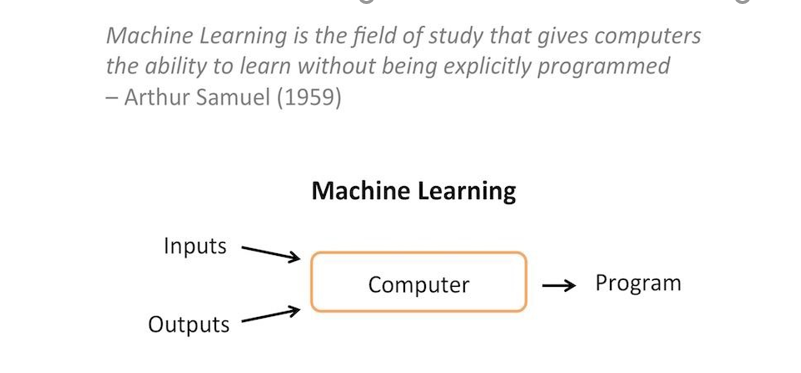 Machine Learning is the field of study that gives computers
the ability to learn without being explicitly programmed
– Arthur Samuel (1959)
Machine Learning
Inputs
Computer
Program
Outputs